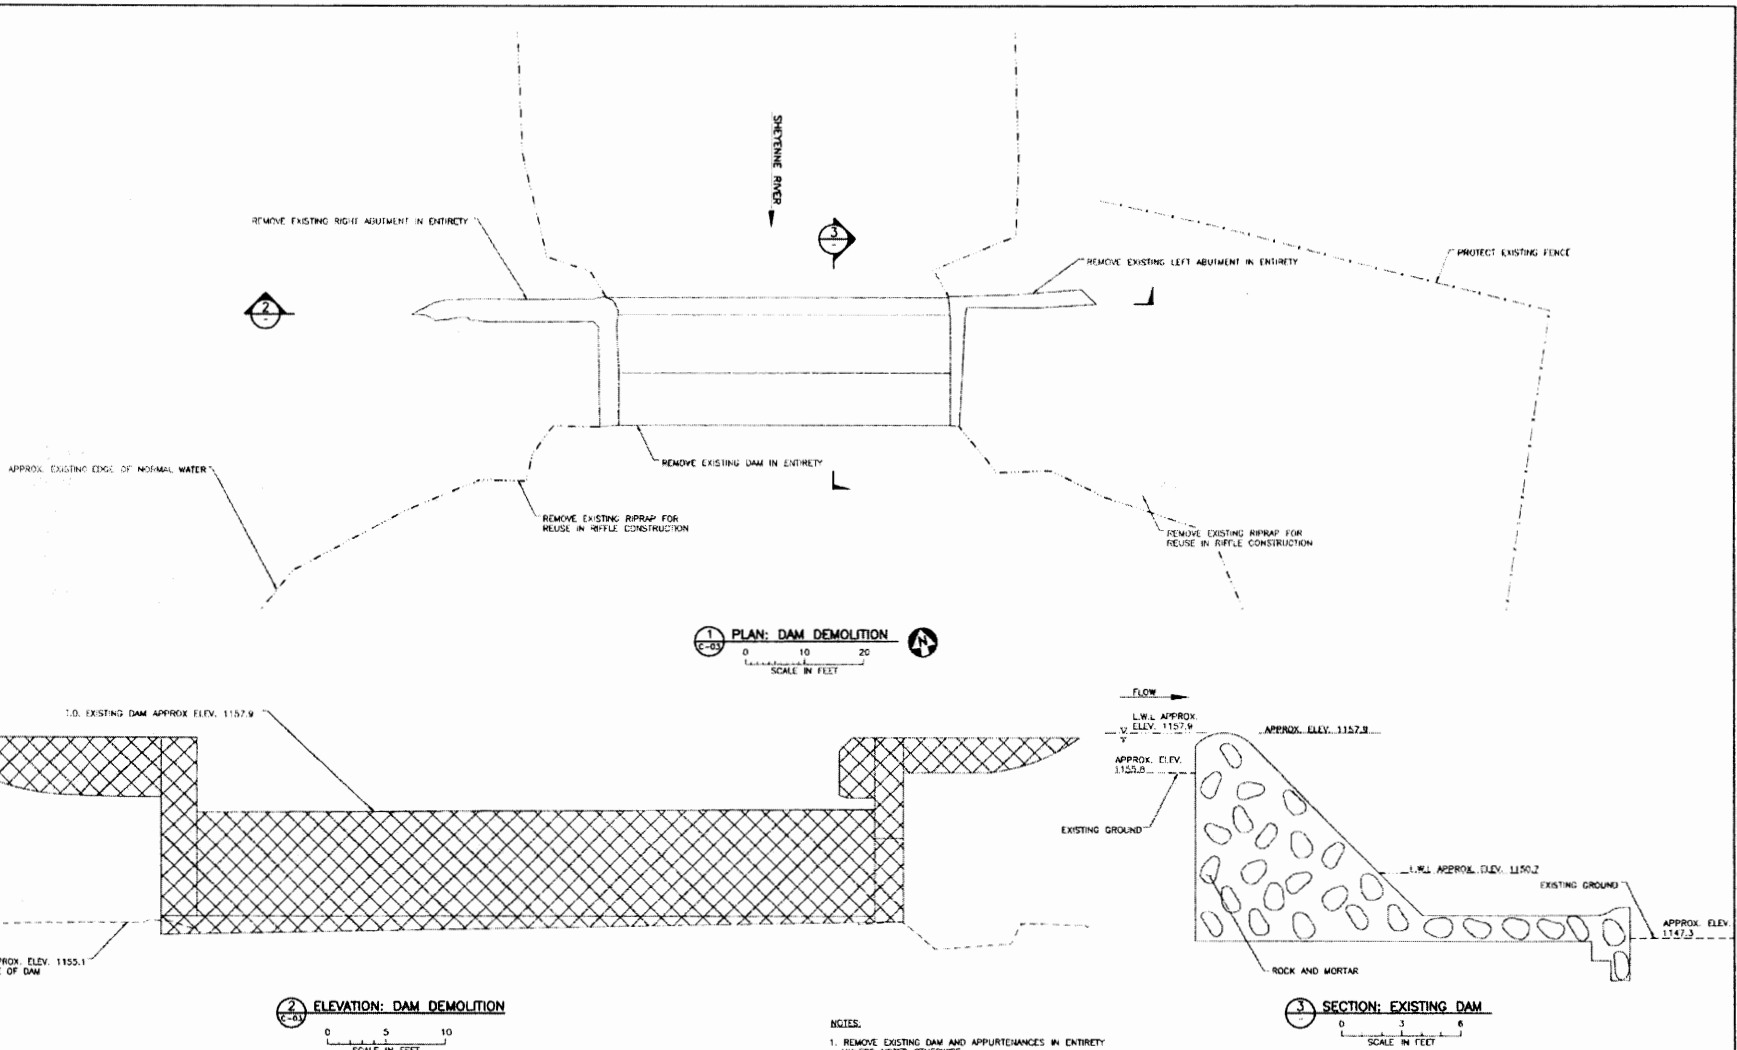 SHEYENNE RIVER
REMOVE EXISTING RIGHT ABUTMENT IN ENTIRETY
3
-
PROTECT EXISTING FENCE
REMOVE EXISTING LEFT ABUTMENT IN ENTIRETY
2
-
APPROX. EXISTING EDGE OF NORMAL WATER
REMOVE EXISTING DAM IN ENTIRETY
REMOVE EXISTING RIPRAP FOR
REUSE IN RIFFLE CONSTRUCTION
REMOVE EXISTING RIPRAP FOR
REUSE IN RIFFLE CONSTRUCTION
1
C-03
PLAN: DAM DEMOLITION
N
0 10 20
SCALE IN FEET
T.O. EXISTING DAM APPROX ELEV. 1157.9
FLOW
L.W.L APPROX.
ELEV. 1157.9
APPROX. ELEV. 1157.9
APPROX. ELEV.
1155.8
EXISTING GROUND
L.W.L APPROX. ELEV. 1150.7
EXISTING GROUND
APPROX. ELEV.
1147.3
ROCK AND MORTAR
PROX. ELEV. 1155.1
OF DAM
2
C-03
ELEVATION: DAM DEMOLITION
0 5 10
SCALE IN FEET
3
-
SECTION: EXISTING DAM
0 3 6
SCALE IN FEET
NOTES:
1. REMOVE EXISTING DAM AND APPURTENANCES IN ENTIRETY